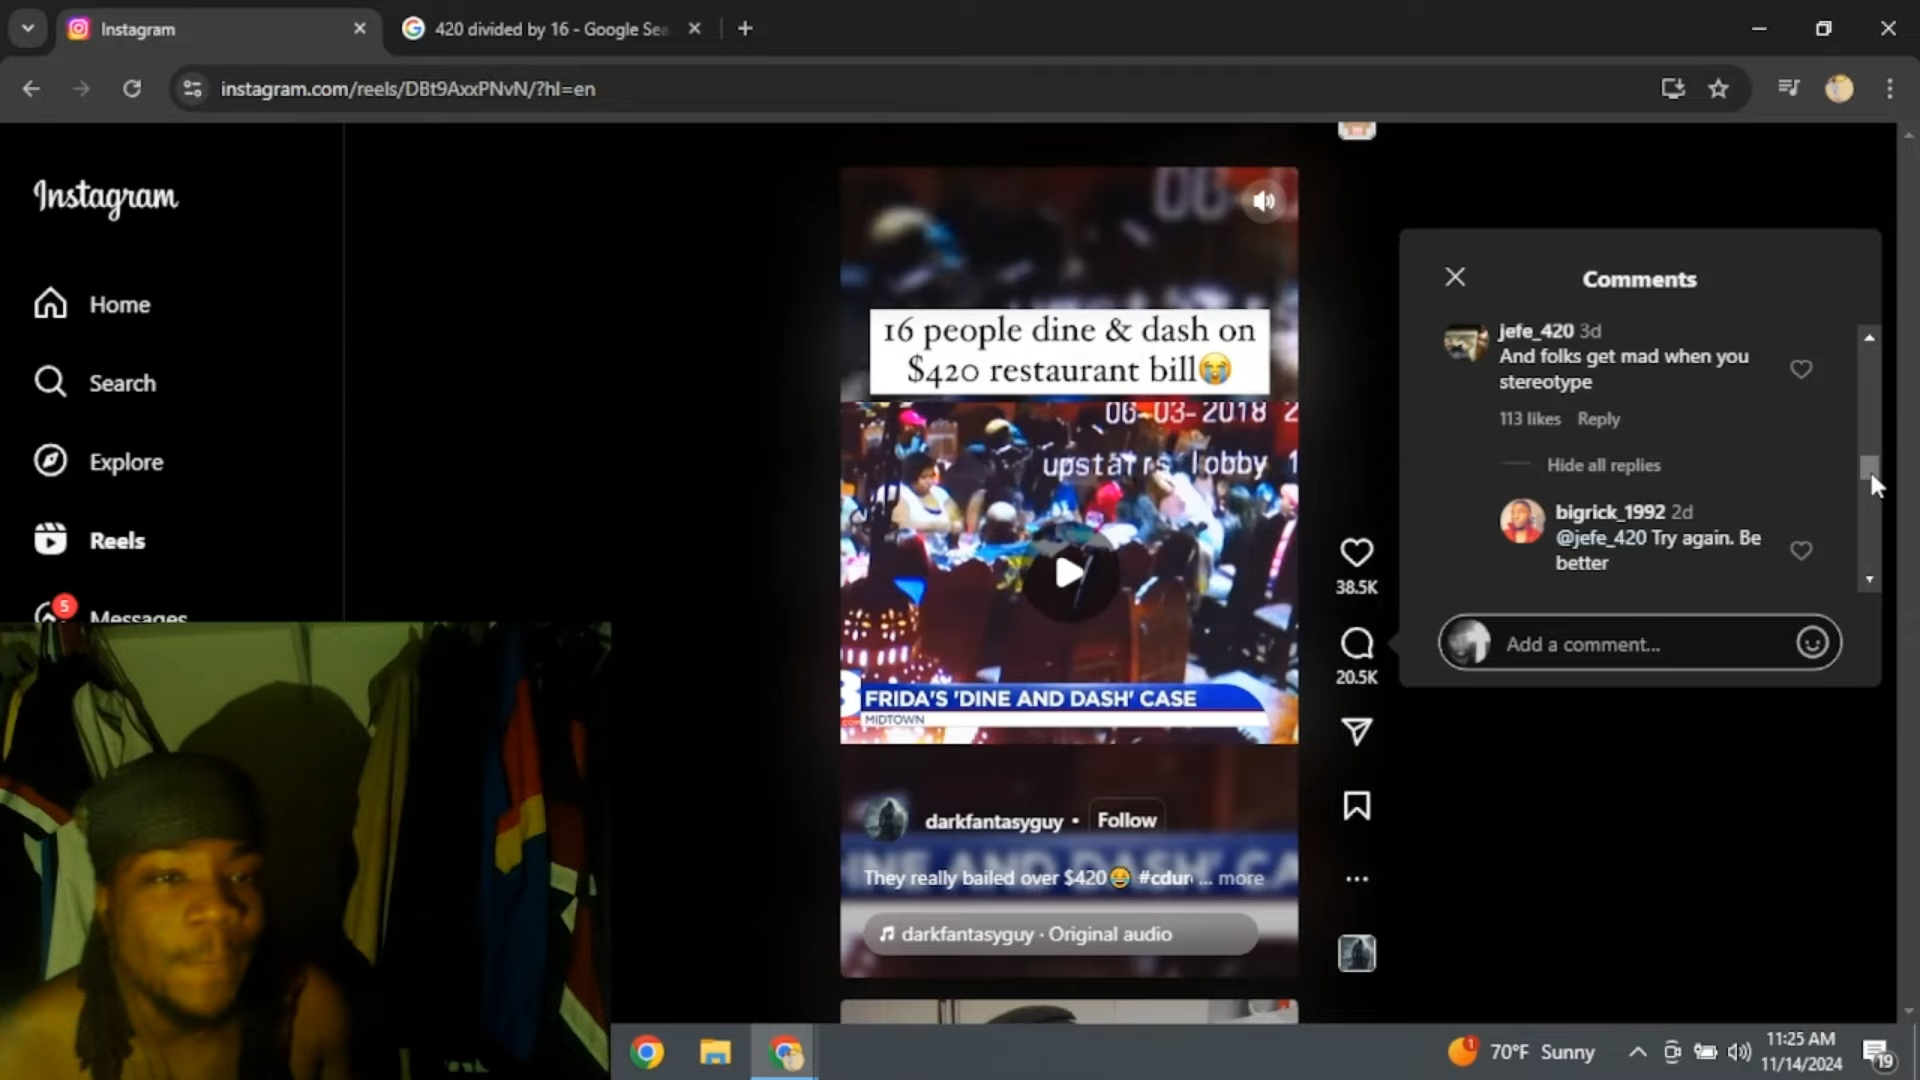 Instagram
420 divided by 16 - Google Sea
instagram.com/reels/DBt9AxxPNvN/?hl=en
Instagram
Home
Search
Explore
Reels
5
Messages
16 people dine & dash on
$420 restaurant bill😭
06-03-2018 2
upstairs lobby 1
FRIDA'S 'DINE AND DASH' CASE
MIDTOWN
darkfantasyguy • Follow
They really bailed over $420😂 #cdur ... more
darkfantasyguy · Original audio
38.5K
20.5K
Comments
jefe_420 3d
And folks get mad when you
stereotype
113 likes Reply
Hide all replies
bigrick_1992 2d
@jefe_420 Try again. Be
better
Add a comment...
1
70°F Sunny
11:25 AM
11/14/2024
19